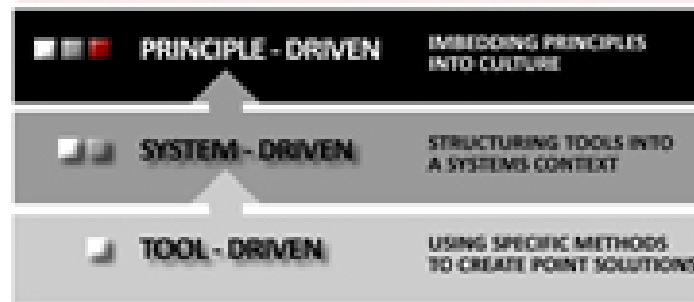 PRINCIPLE - DRIVEN
IMBEDDING PRINCIPLES
INTO CULTURE
SYSTEM - DRIVEN
STRUCTURING TOOLS INTO
A SYSTEMS CONTEXT
TOOL - DRIVEN
USING SPECIFIC METHODS
TO CREATE POINT SOLUTIONS